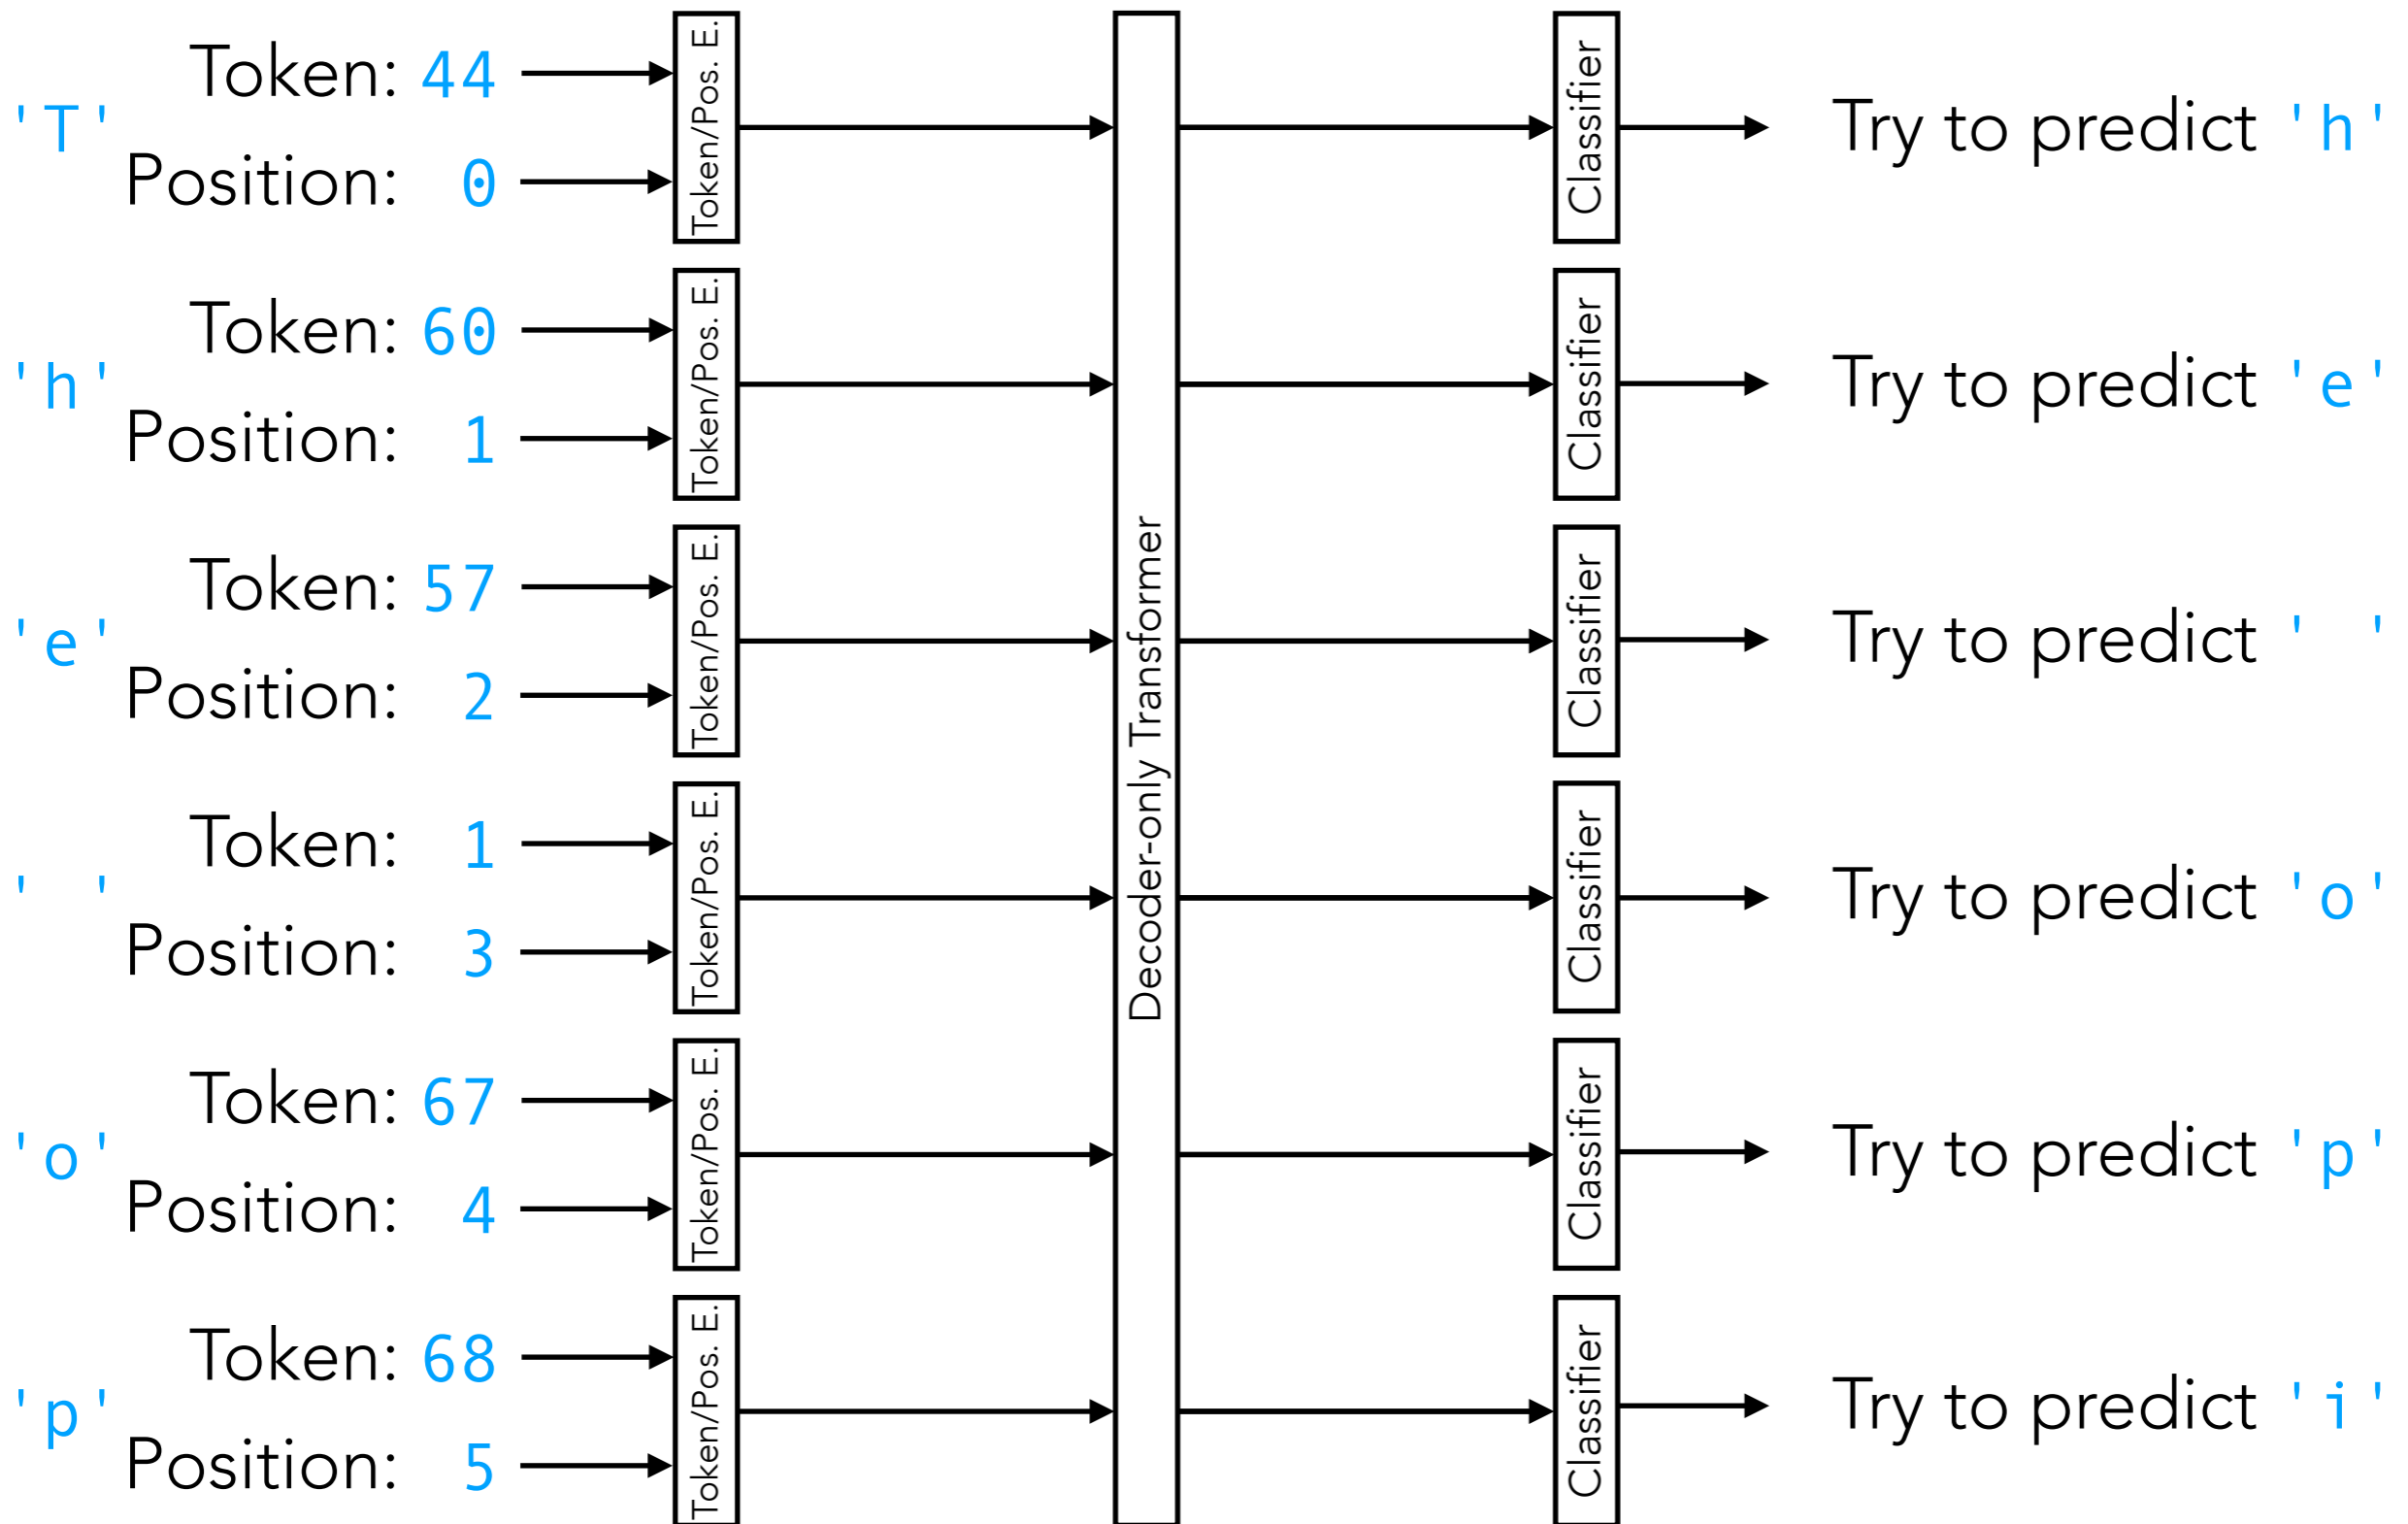 'T'
Token: 44
Position: 0
Token/Pos. E.
Classifier
Try to predict 'h'
'h'
Token: 60
Position: 1
Token/Pos. E.
Classifier
Try to predict 'e'
'e'
Token: 57
Position: 2
Token/Pos. E.
Classifier
Try to predict ' '
Decoder-only Transformer
' '
Token: 1
Position: 3
Token/Pos. E.
Classifier
Try to predict 'o'
'o'
Token: 67
Position: 4
Token/Pos. E.
Classifier
Try to predict 'p'
'p'
Token: 68
Position: 5
Token/Pos. E.
Classifier
Try to predict 'i'